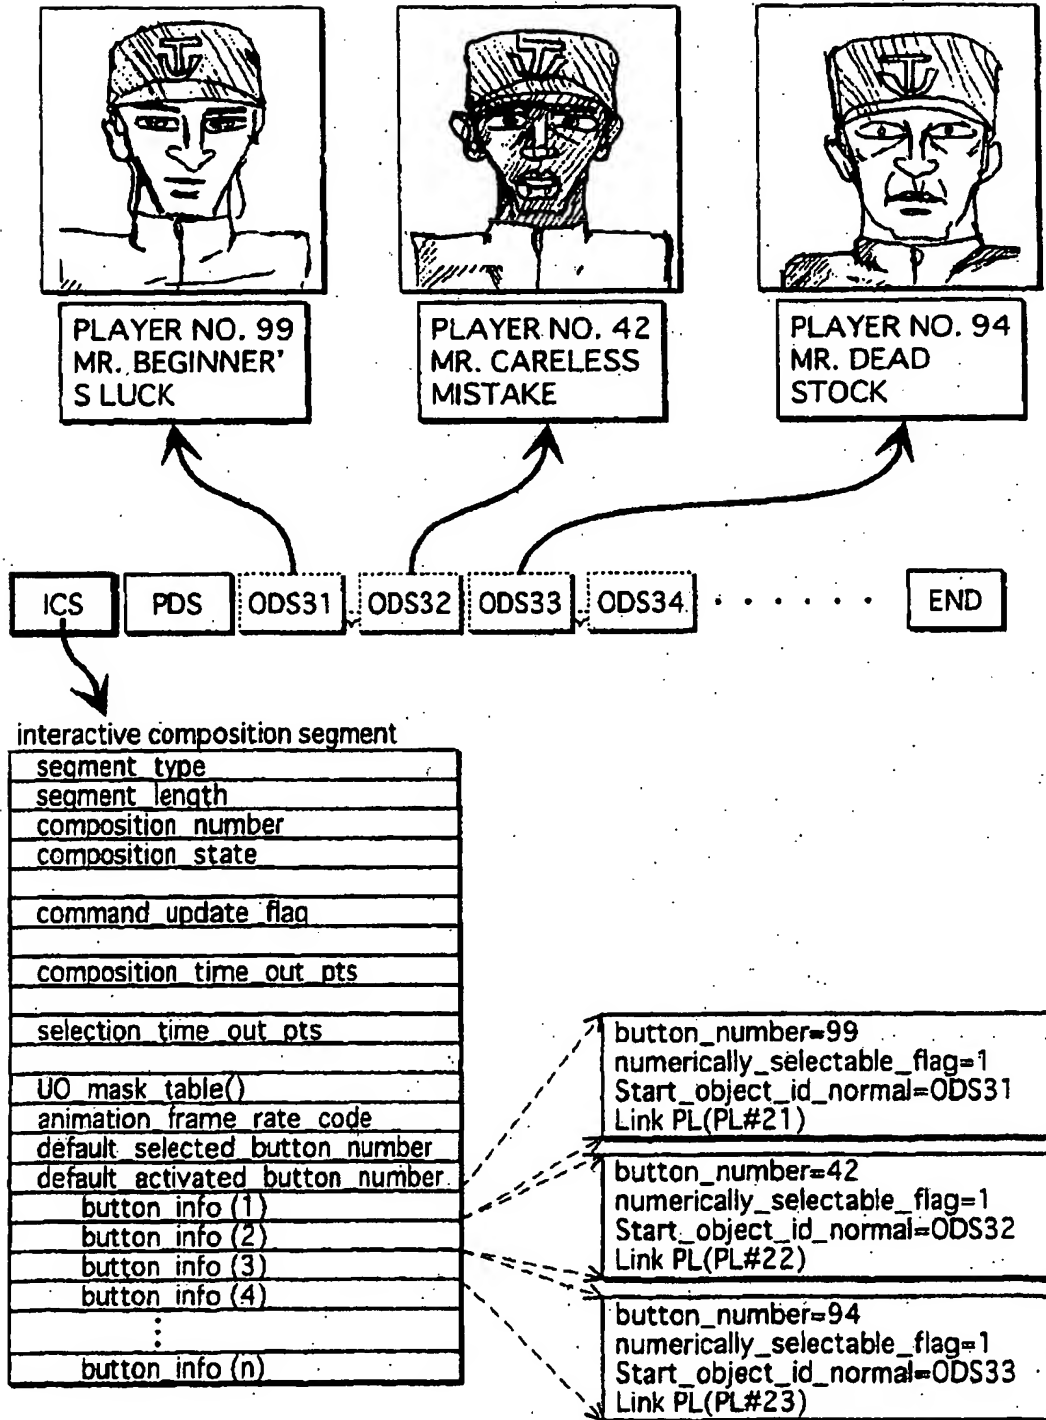 PLAYER NO. 99
MR. BEGINNER'
S LUCK
PLAYER NO. 42
MR. CARELESS
MISTAKE
PLAYER NO. 94
MR. DEAD
STOCK
ICS
PDS
ODS31
ODS32
ODS33
ODS34
END
interactive composition segment
segment_type
segment_length
composition_number
composition_state
command_update_flag
composition_time_out_pts
selection_time_out_pts
UO_mask_table()
animation_frame_rate_code
default_selected_button_number
default_activated_button_number
button_info (1)
button_info (2)
button_info (3)
button_info (4)
button_info (n)
button_number=99
numerically_selectable_flag=1
Start_object_id_normal=ODS31
Link PL(PL#21)
button_number=42
numerically_selectable_flag=1
Start_object_id_normal=ODS32
Link PL(PL#22)
button_number=94
numerically_selectable_flag=1
Start_object_id_normal=ODS33
Link PL(PL#23)